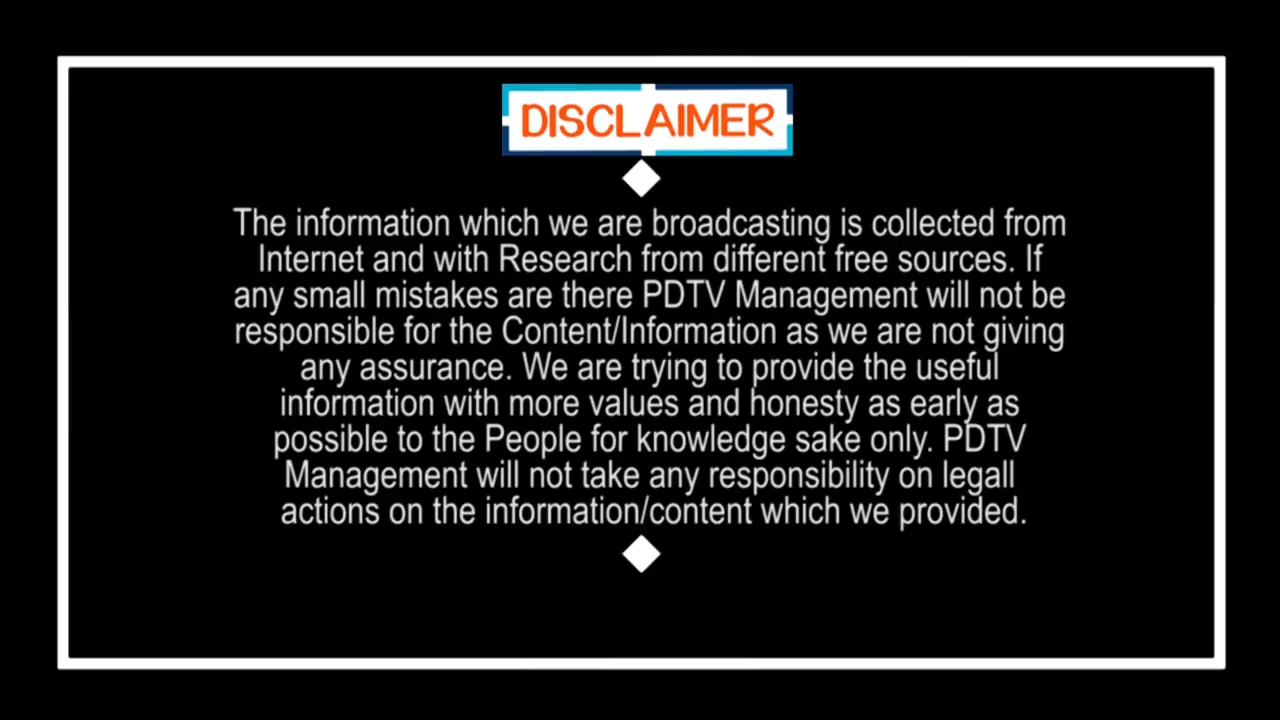 DISCLAIMER
The information which we are broadcasting is collected from
Internet and with Research from different free sources. If
any small mistakes are there PDTV Management will not be
responsible for the Content/Information as we are not giving
any assurance. We are trying to provide the useful
information with more values and honesty as early as
possible to the People for knowledge sake only. PDTV
Management will not take any responsibility on legall
actions on the information/content which we provided.